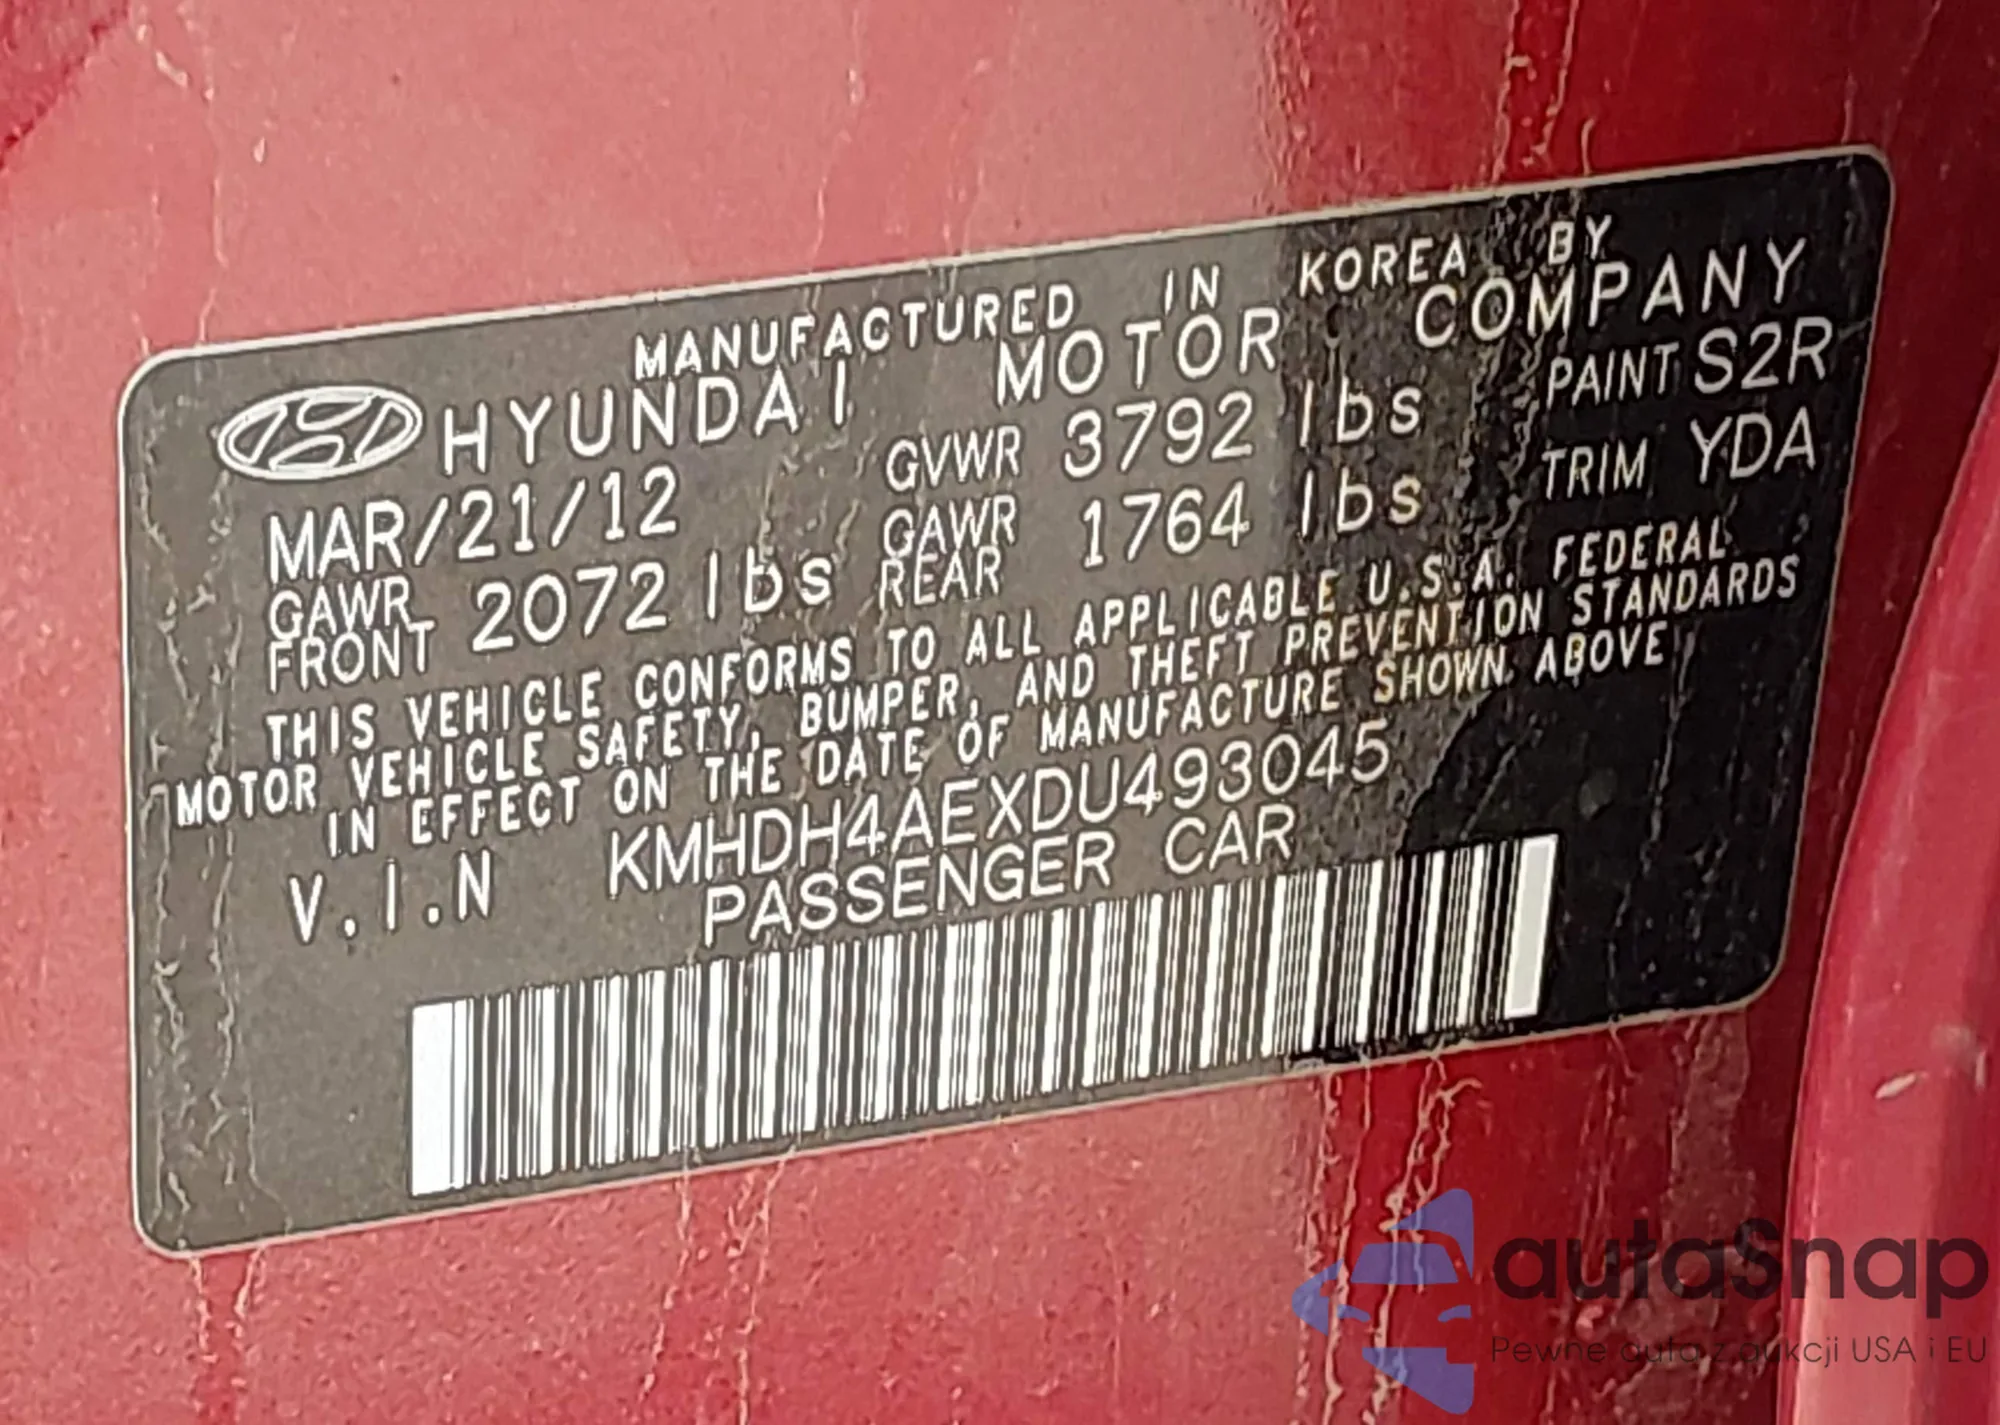 MANUFACTURED IN KOREA BY
HYUNDAI MOTOR COMPANY
MAR/21/12 GVWR 3792 lbs PAINT S2R
GAWR FRONT 2072 lbs GAWR REAR 1764 lbs TRIM YDA
THIS VEHICLE CONFORMS TO ALL APPLICABLE U.S.A. FEDERAL
MOTOR VEHICLE SAFETY, BUMPER, AND THEFT PREVENTION STANDARDS
IN EFFECT ON THE DATE OF MANUFACTURE SHOWN ABOVE
V.I.N KMHDH4AEXDU493045
PASSENGER CAR
autaSnap
Pewne auta z aukcji USA i EU